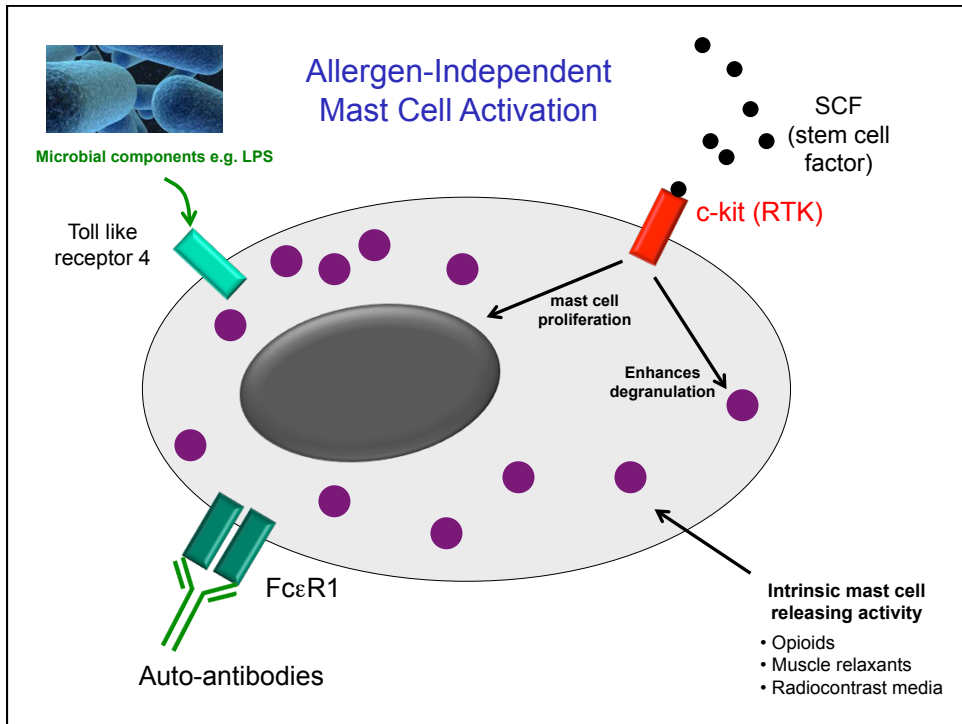 Allergen-Independent
Mast Cell Activation
Microbial components e.g. LPS
Toll like
receptor 4
SCF
(stem cell
factor)
c-kit (RTK)
mast cell
proliferation
Enhances
degranulation
FcεR1
Auto-antibodies
Intrinsic mast cell
releasing activity
• Opioids
• Muscle relaxants
• Radiocontrast media